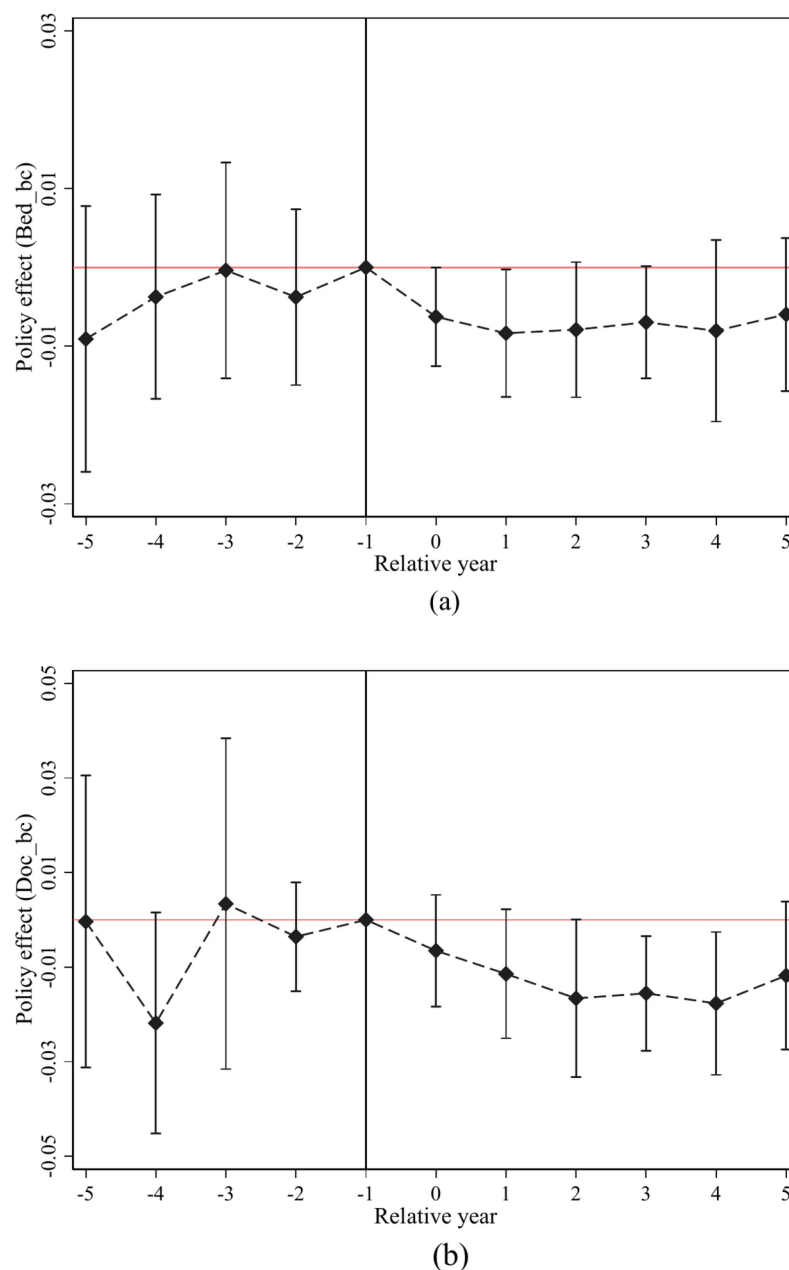 Policy effect (Bed_bc)
0.03
0.01
-0.01
-0.03
-5 -4 -3 -2 -1 0 1 2 3 4 5
Relative year
(a)
Policy effect (Doc_bc)
0.05
0.03
0.01
-0.01
-0.03
-0.05
-5 -4 -3 -2 -1 0 1 2 3 4 5
Relative year
(b)